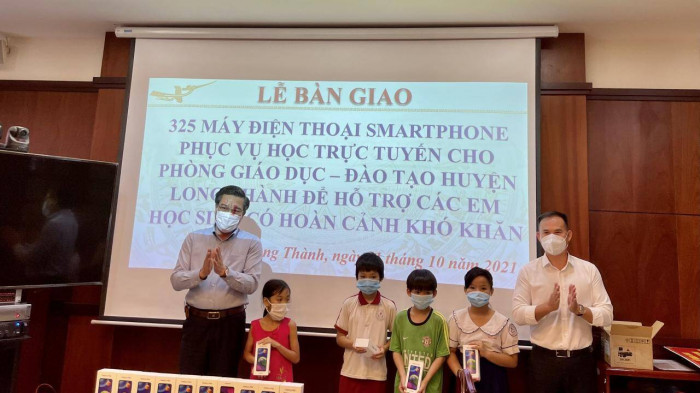 LỄ BÀN GIAO
325 MÁY ĐIỆN THOẠI SMARTPHONE
PHỤC VỤ HỌC TRỰC TUYẾN CHO
PHÒNG GIÁO DỤC – ĐÀO TẠO HUYỆN
LONG THÀNH ĐỂ HỖ TRỢ CÁC EM
HỌC SINH CÓ HOÀN CẢNH KHÓ KHĂN
Thành, ngày tháng 10 năm 2021